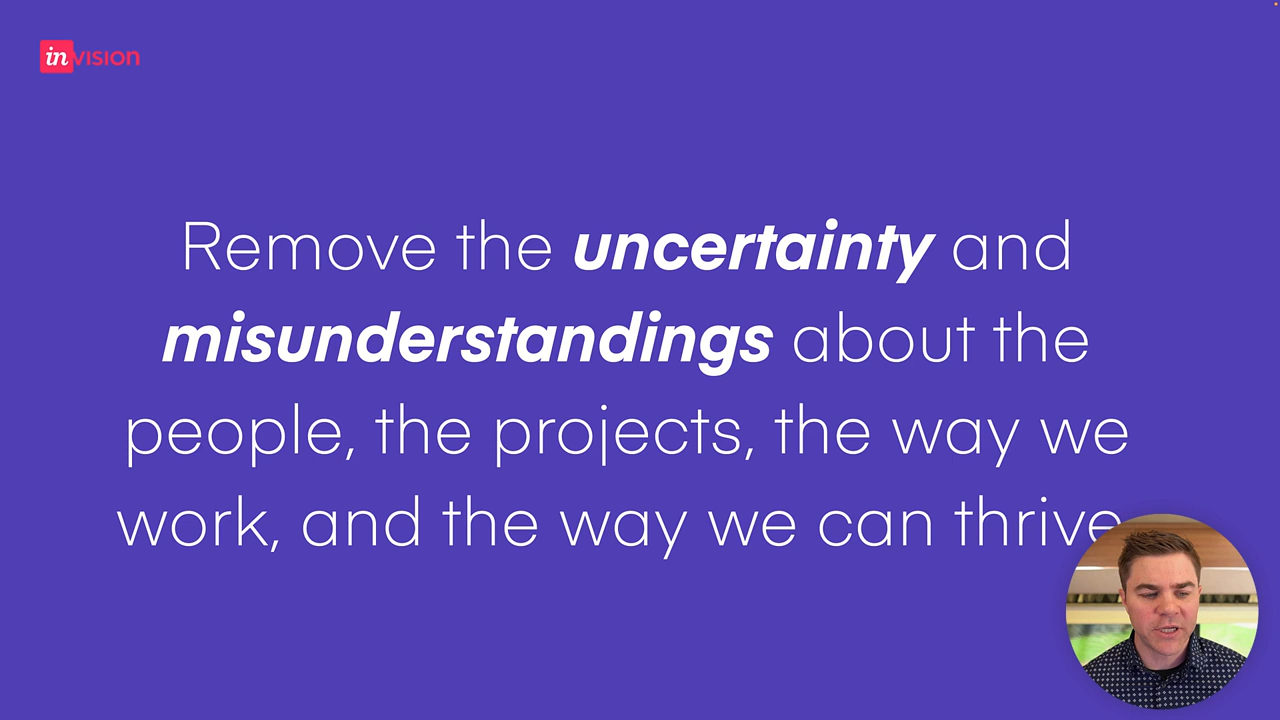 invision
Remove the uncertainty and
misunderstandings about the
people, the projects, the way we
work, and the way we can thrive